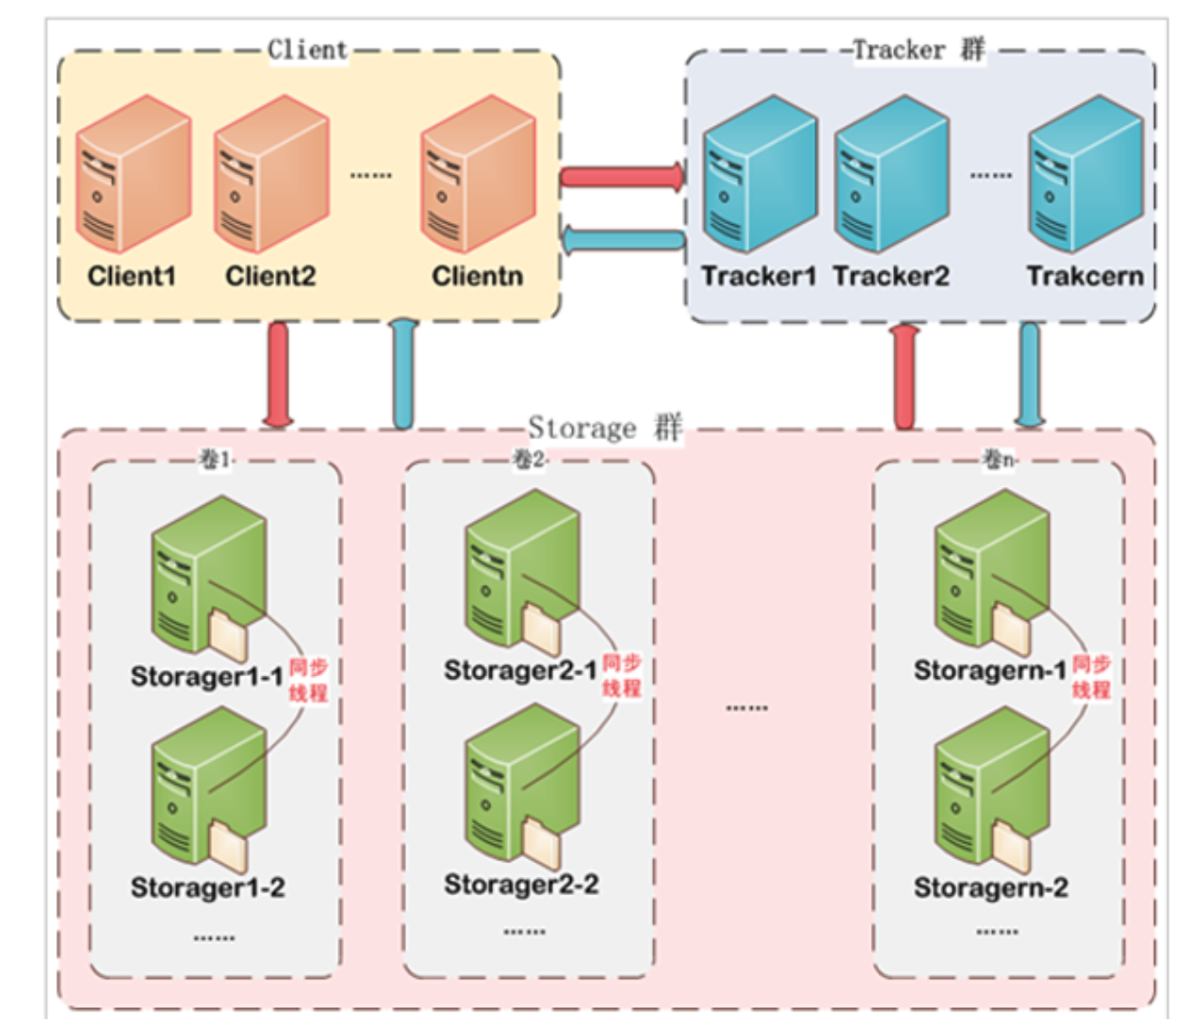 Client
Tracker 群
……
……
Client1
Client2
Clientn
Tracker1
Tracker2
Trakcern
Storage 群
卷1
卷2
卷n
Storager1-1
同步
线程
Storager2-1
同步
线程
Storagern-1
同步
线程
……
Storager1-2
Storager2-2
Storagern-2
……
……
……